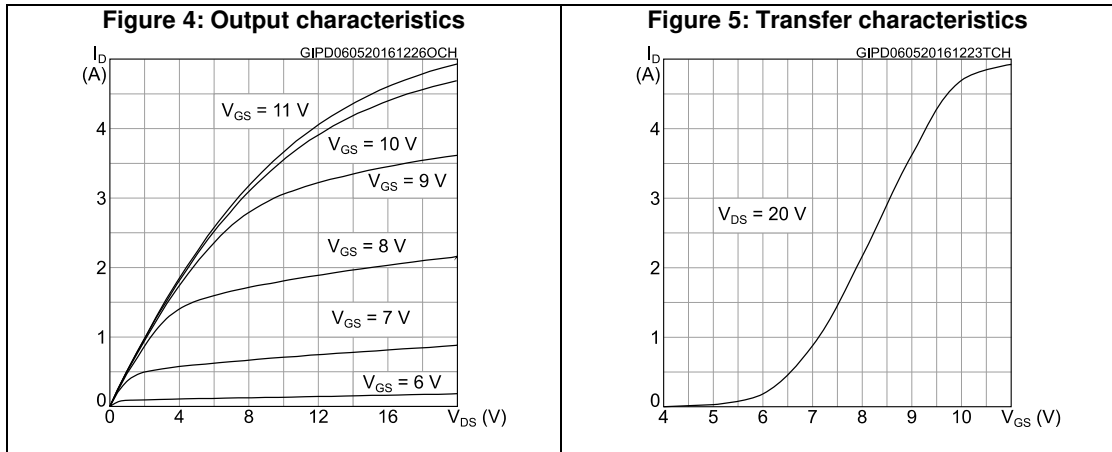 Figure 4: Output characteristics
GIPD060520161226OCH
I_D
(A)
V_GS = 11 V
V_GS = 10 V
V_GS = 9 V
V_GS = 8 V
V_GS = 7 V
V_GS = 6 V
4
3
2
1
0
0 4 8 12 16 V_DS (V)
Figure 5: Transfer characteristics
GIPD060520161223TCH
I_D
(A)
V_DS = 20 V
4
3
2
1
0
4 5 6 7 8 9 10 V_GS (V)